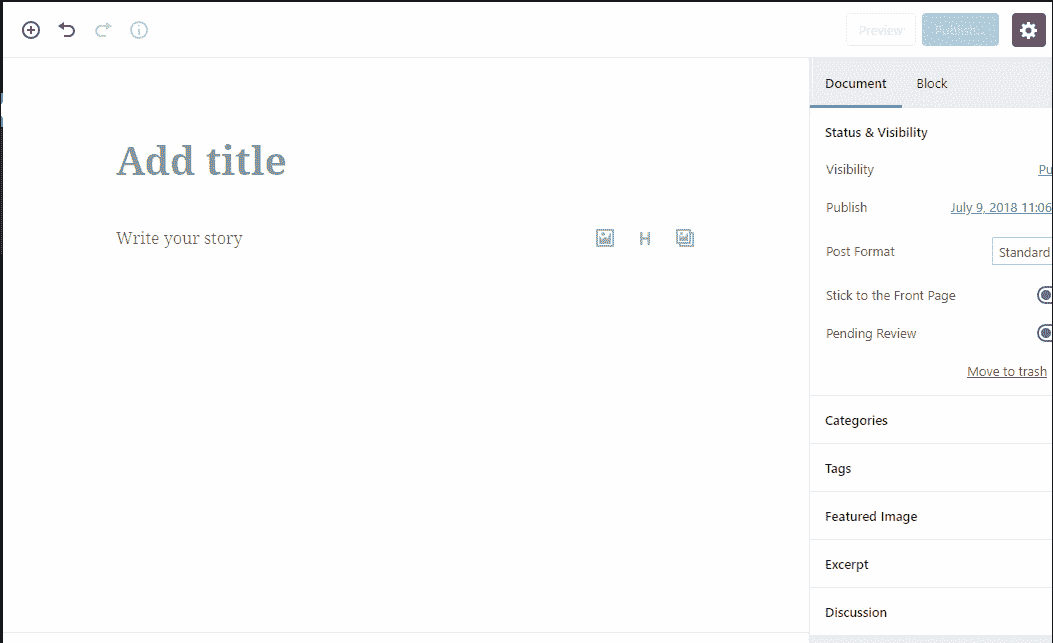 Preview
Publish...
Document Block
Status & Visibility
Visibility Pu
Publish July 9, 2018 11:06
Post Format Standard
Stick to the Front Page
Pending Review
Move to trash
Categories
Tags
Featured Image
Excerpt
Discussion
Add title
Write your story
H